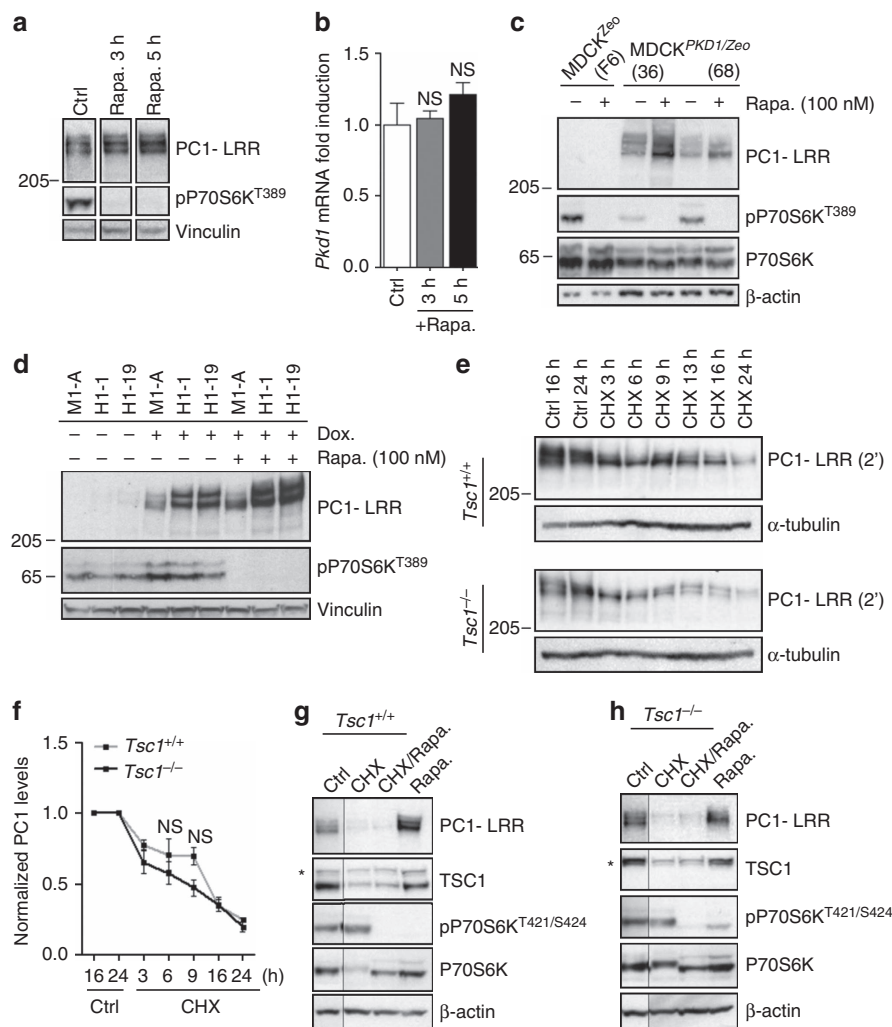 a
Ctrl
Rapa. 3 h
Rapa. 5 h
PC1- LRR
205
pP70S6K^T389
Vinculin
b
Pkd1 mRNA fold induction
1.5
1.0
0.5
0.0
NS
NS
Ctrl
3 h
5 h
+Rapa.
c
MDCK^Zeo
(F6)
MDCK^PKD1/Zeo
(36)
(68)
– + – + – +
Rapa. (100 nM)
PC1- LRR
205
pP70S6K^T389
65
P70S6K
β-actin
d
M1-A
H1-1
H1-19
M1-A
H1-1
H1-19
M1-A
H1-1
H1-19
– – – + + + + + + Dox.
– – – – – – + + + Rapa. (100 nM)
PC1- LRR
205
65
pP70S6K^T389
Vinculin
e
Ctrl 16 h
Ctrl 24 h
CHX 3 h
CHX 6 h
CHX 9 h
CHX 13 h
CHX 16 h
CHX 24 h
Tsc1^+/+
PC1- LRR (2')
205
α-tubulin
Tsc1^–/–
PC1- LRR (2')
205
α-tubulin
f
Normalized PC1 levels
1.5
1.0
0.5
0.0
Tsc1^+/+
Tsc1^–/–
NS
NS
16 24 3 6 9 16 24 (h)
Ctrl
CHX
g
Tsc1^+/+
Ctrl
CHX
CHX/Rapa.
Rapa.
PC1- LRR
*
TSC1
pP70S6K^T421/S424
P70S6K
β-actin
h
Tsc1^–/–
Ctrl
CHX
CHX/Rapa.
Rapa.
PC1- LRR
*
TSC1
pP70S6K^T421/S424
P70S6K
β-actin